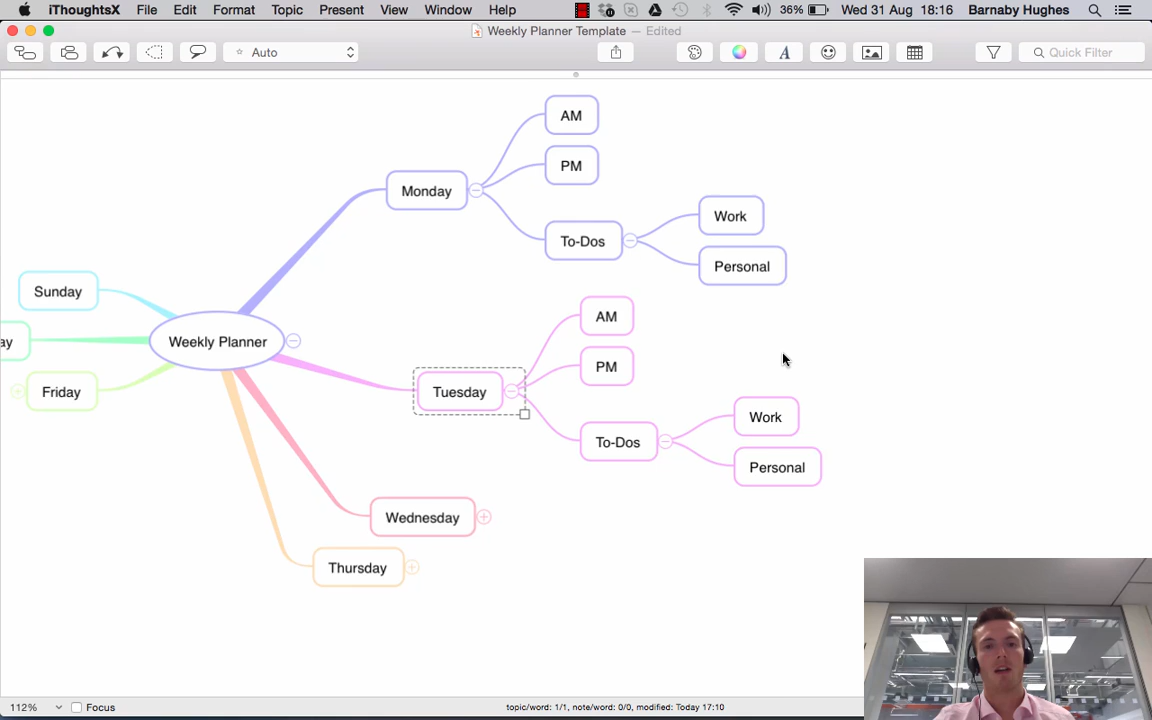 iThoughtsX File Edit Format Topic Present View Window Help 36% Wed 31 Aug 18:16 Barnaby Hughes
Weekly Planner Template — Edited
Auto
Quick Filter
AM
PM
Monday
Work
To-Dos
Personal
Sunday
AM
Weekly Planner
ay
PM
Tuesday
Friday
Work
To-Dos
Personal
Wednesday
Thursday
112% Focus topic/word: 1/1, note/word: 0/0, modified: Today 17:10